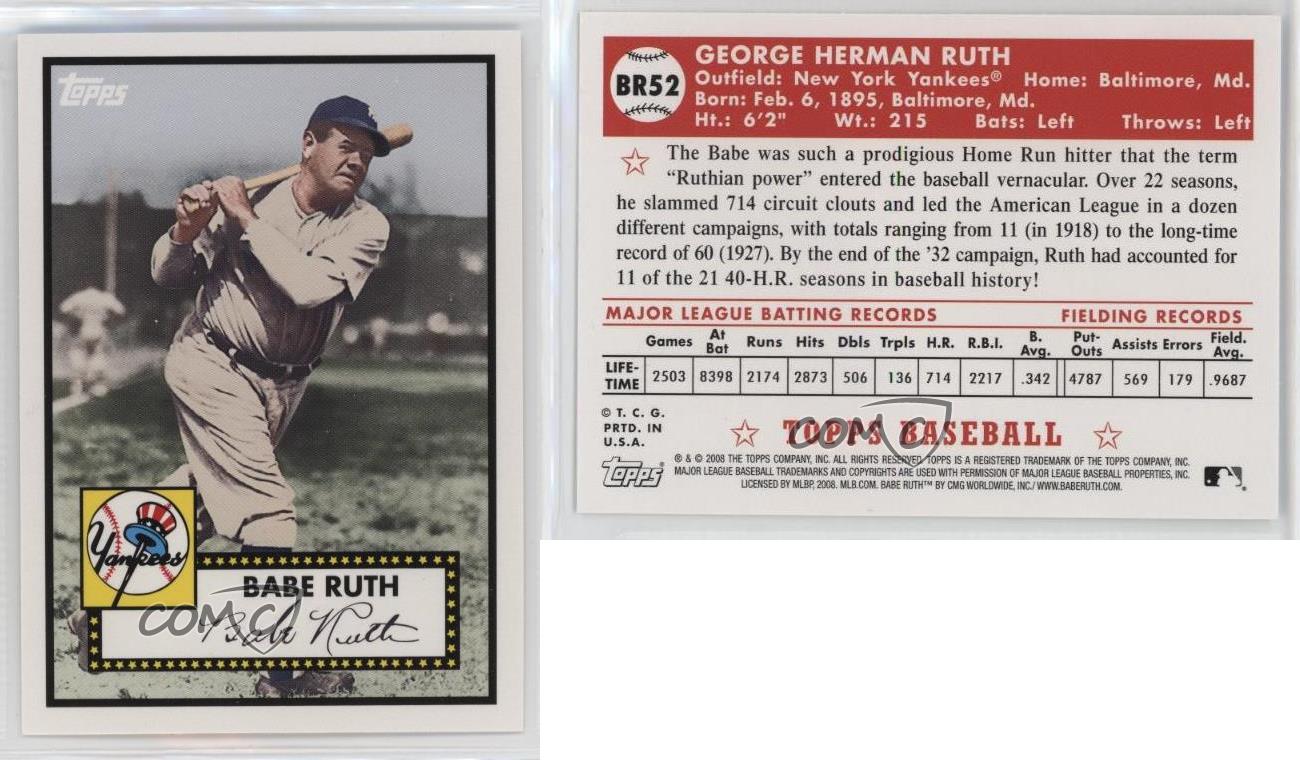 Topps
Yankees
BABE RUTH
Babe Ruth
COMC
BR52
GEORGE HERMAN RUTH
Outfield: New York Yankees® Home: Baltimore, Md.
Born: Feb. 6, 1895, Baltimore, Md.
Ht.: 6'2" Wt.: 215 Bats: Left Throws: Left
The Babe was such a prodigious Home Run hitter that the term
“Ruthian power” entered the baseball vernacular. Over 22 seasons,
he slammed 714 circuit clouts and led the American League in a dozen
different campaigns, with totals ranging from 11 (in 1918) to the long-time
record of 60 (1927). By the end of the '32 campaign, Ruth had accounted for
11 of the 21 40-H.R. seasons in baseball history!
MAJOR LEAGUE BATTING RECORDS FIELDING RECORDS
Games At Bat Runs Hits Dbls Trpls H.R. R.B.I. B. Avg. Put-Outs Assists Errors Field. Avg.
LIFE-TIME 2503 8398 2174 2873 506 136 714 2217 .342 4787 569 179 .9687
© T. C. G.
PRTD. IN
U.S.A.
TOPPS BASEBALL
COMC
Topps
® & © 2008 THE TOPPS COMPANY, INC. ALL RIGHTS RESERVED. TOPPS IS A REGISTERED TRADEMARK OF THE TOPPS COMPANY, INC.
MAJOR LEAGUE BASEBALL TRADEMARKS AND COPYRIGHTS ARE USED WITH PERMISSION OF MAJOR LEAGUE BASEBALL PROPERTIES, INC.
LICENSED BY MLBP, 2008. MLB.COM. BABE RUTH™ BY CMG WORLDWIDE, INC./ WWW.BABERUTH.COM.